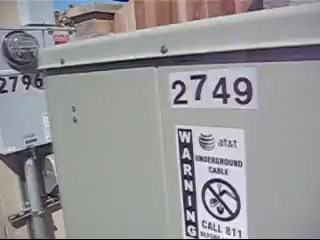 2796
2749
at&t
UNDERGROUND
CABLE
WARNING
CALL 811